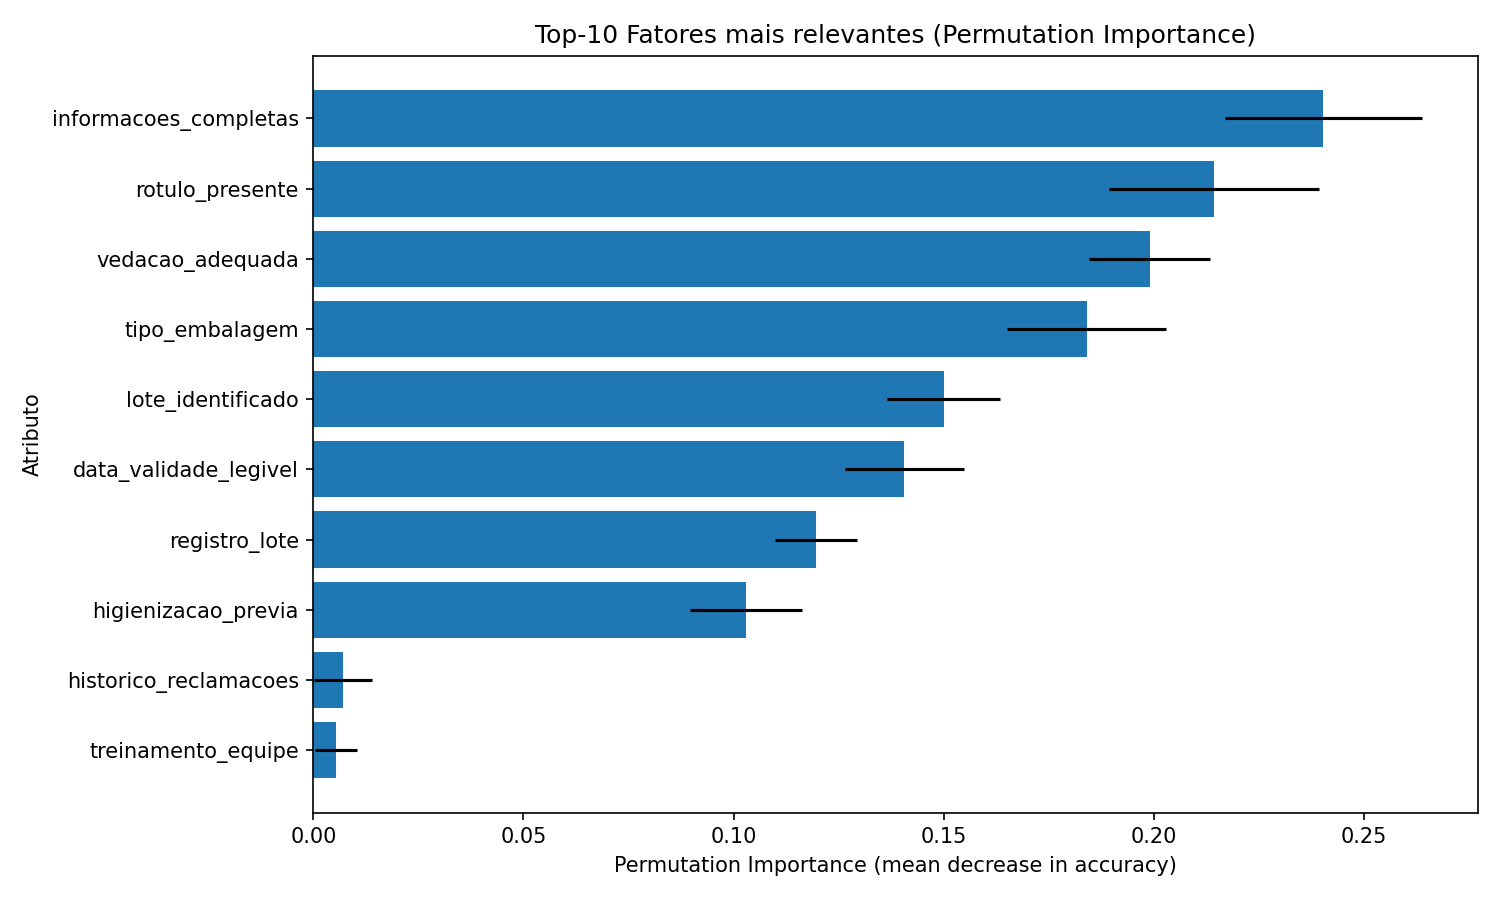 Top-10 Fatores mais relevantes (Permutation Importance)
Atributo
informacoes_completas
rotulo_presente
vedacao_adequada
tipo_embalagem
lote_identificado
data_validade_legivel
registro_lote
higienizacao_previa
historico_reclamacoes
treinamento_equipe
0.00 0.05 0.10 0.15 0.20 0.25
Permutation Importance (mean decrease in accuracy)